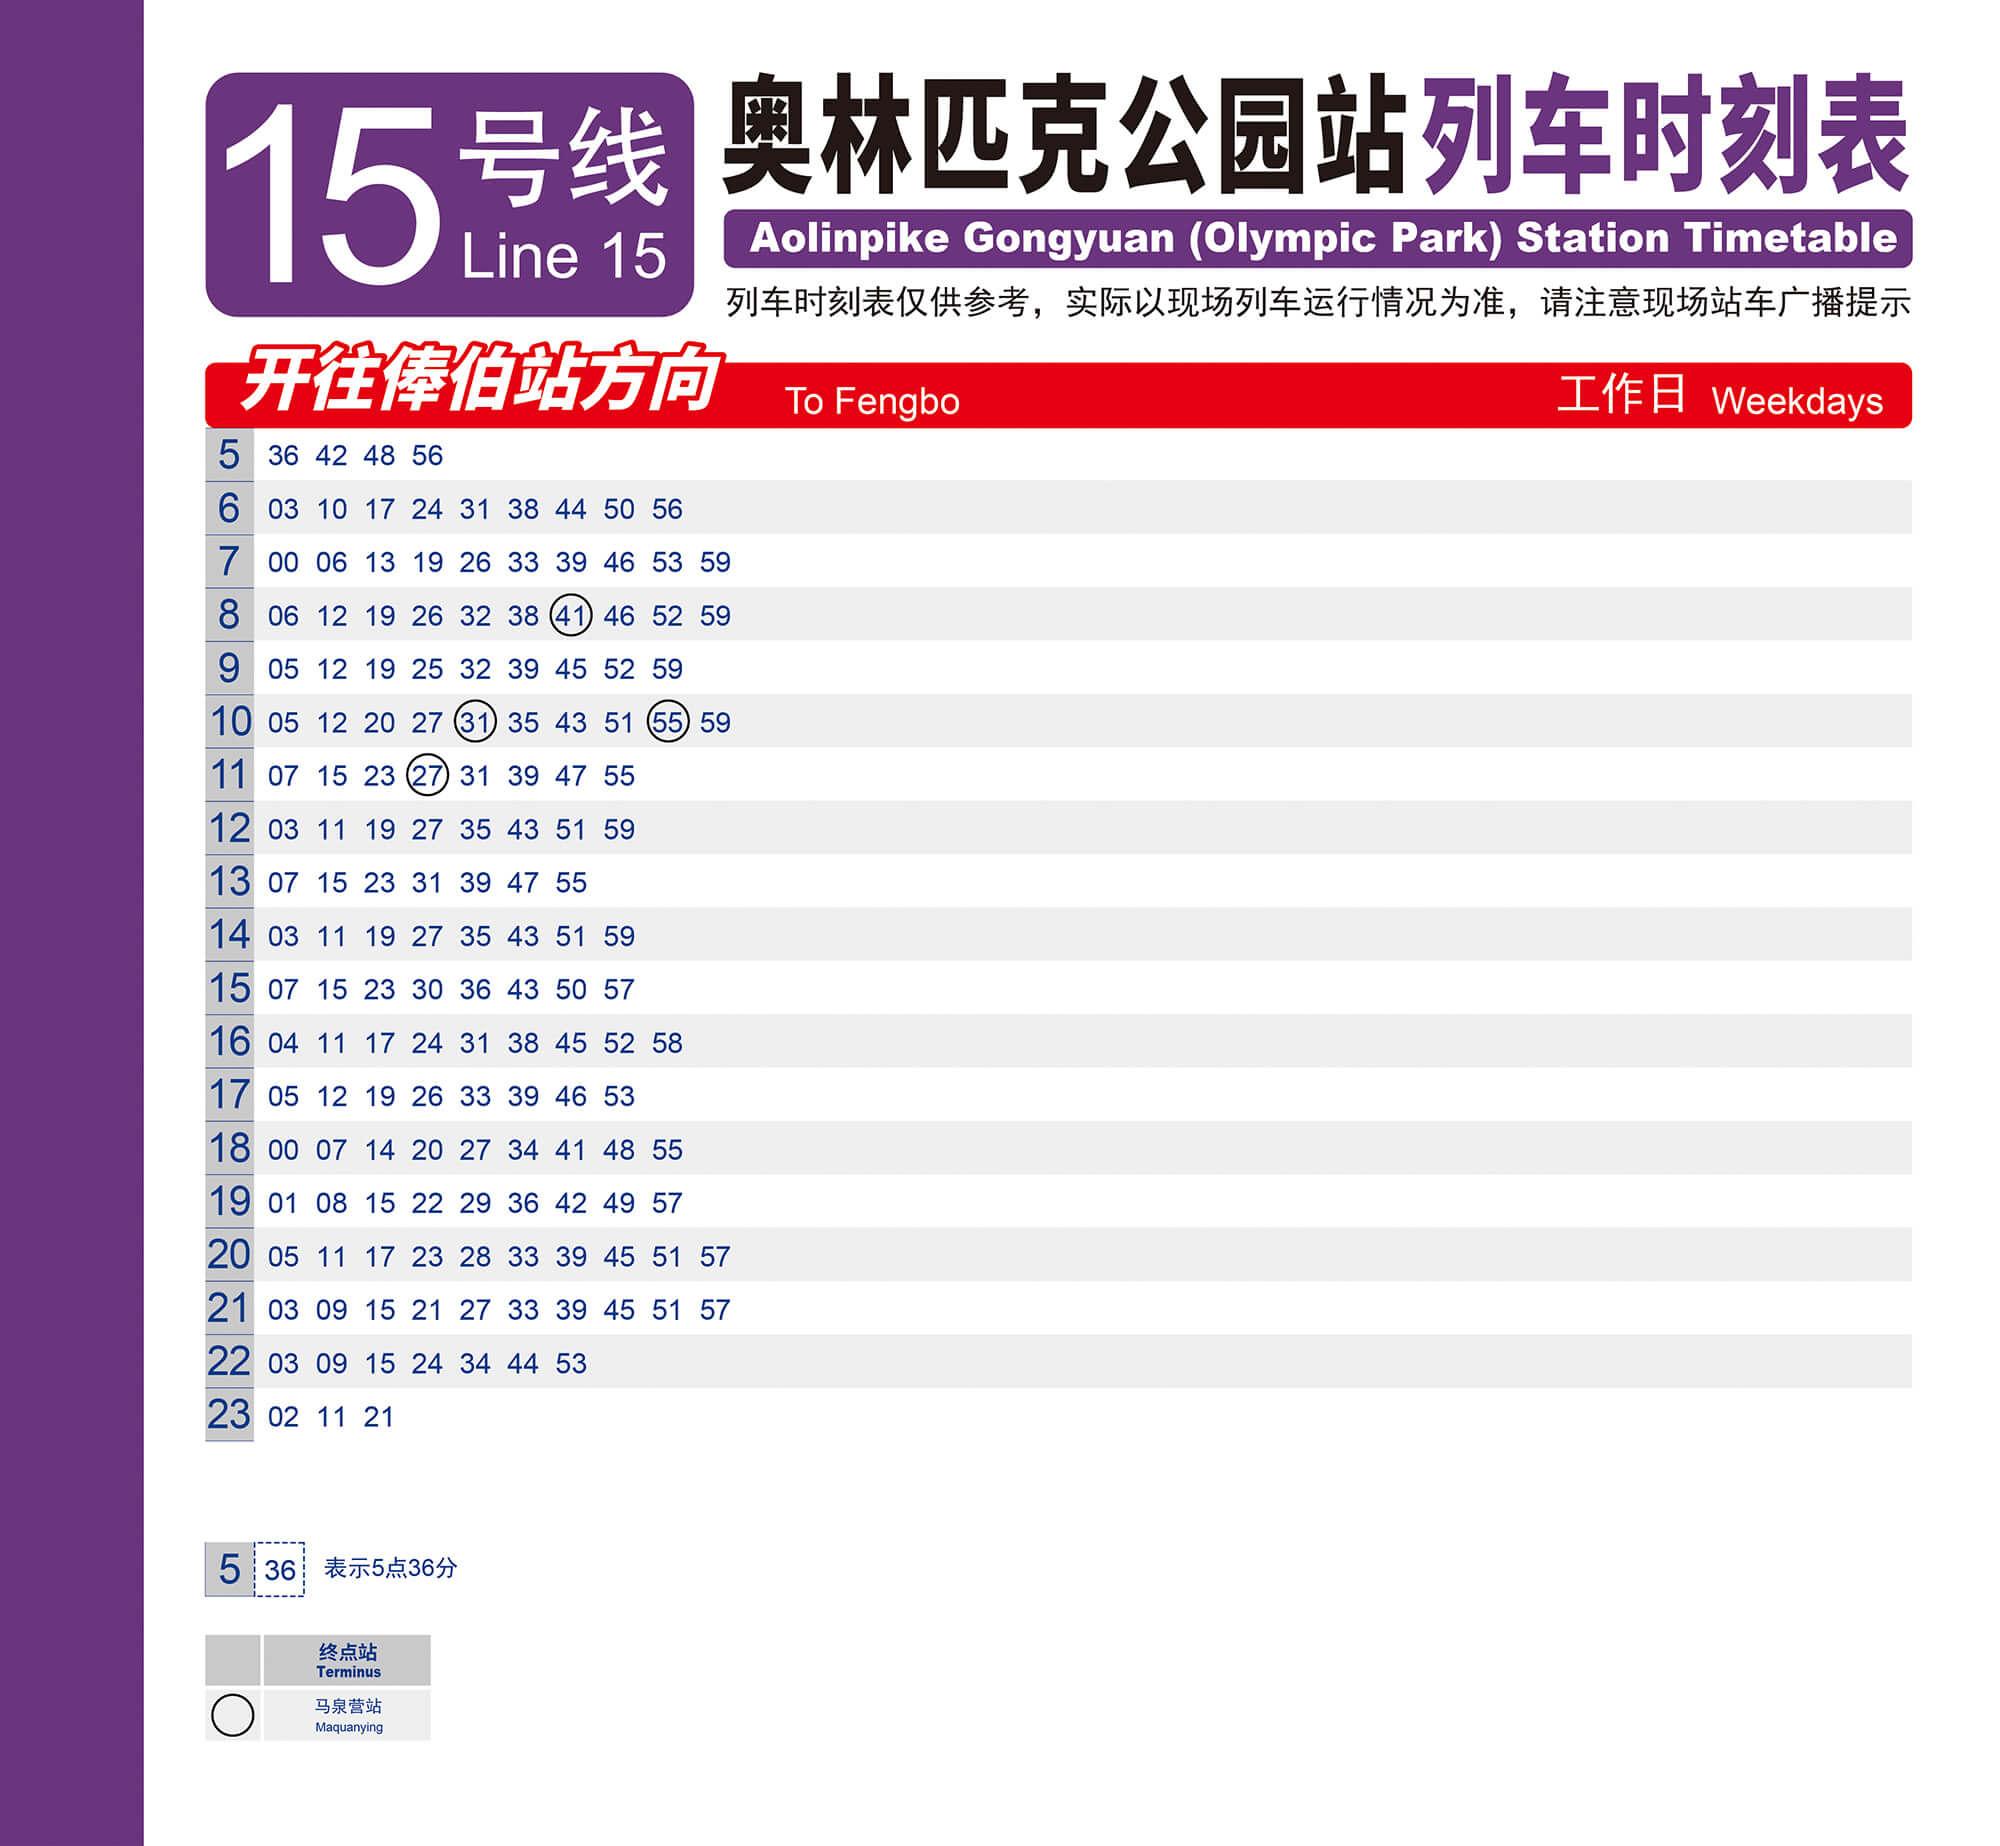 15号线
Line 15
奥林匹克公园站列车时刻表
Aolinpike Gongyuan (Olympic Park) Station Timetable
列车时刻表仅供参考，实际以现场列车运行情况为准，请注意现场站车广播提示
开往俸伯站方向 To Fengbo 工作日 Weekdays
5 36 42 48 56
6 03 10 17 24 31 38 44 50 56
7 00 06 13 19 26 33 39 46 53 59
8 06 12 19 26 32 38 41 46 52 59
9 05 12 19 25 32 39 45 52 59
10 05 12 20 27 31 35 43 51 55 59
11 07 15 23 27 31 39 47 55
12 03 11 19 27 35 43 51 59
13 07 15 23 31 39 47 55
14 03 11 19 27 35 43 51 59
15 07 15 23 30 36 43 50 57
16 04 11 17 24 31 38 45 52 58
17 05 12 19 26 33 39 46 53
18 00 07 14 20 27 34 41 48 55
19 01 08 15 22 29 36 42 49 57
20 05 11 17 23 28 33 39 45 51 57
21 03 09 15 21 27 33 39 45 51 57
22 03 09 15 24 34 44 53
23 02 11 21
5 36 表示5点36分
终点站
Terminus
马泉营站
Maquanying